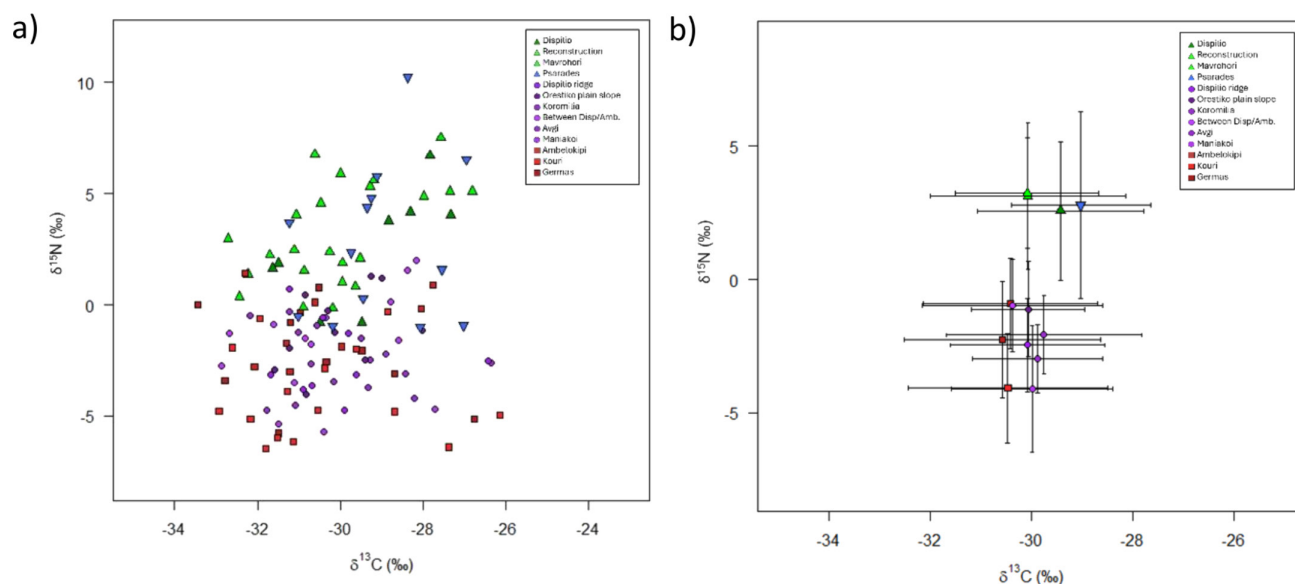 a)
Dispilio
Reconstruction
Mavrohori
Psarades
Dispilio ridge
Orestiko plain slope
Koromilia
Between Disp/Amb.
Avgi
Maniakoi
Ambelokipi
Kouri
Germas
δ15N (‰)
10
5
0
-5
-34
-32
-30
-28
-26
-24
δ13C (‰)
b)
Dispilio
Reconstruction
Mavrohori
Psarades
Dispilio ridge
Orestiko plain slope
Koromilia
Between Disp/Amb.
Avgi
Maniakoi
Ambelokipi
Kouri
Germas
δ15N (‰)
5
0
-5
-34
-32
-30
-28
-26
δ13C (‰)